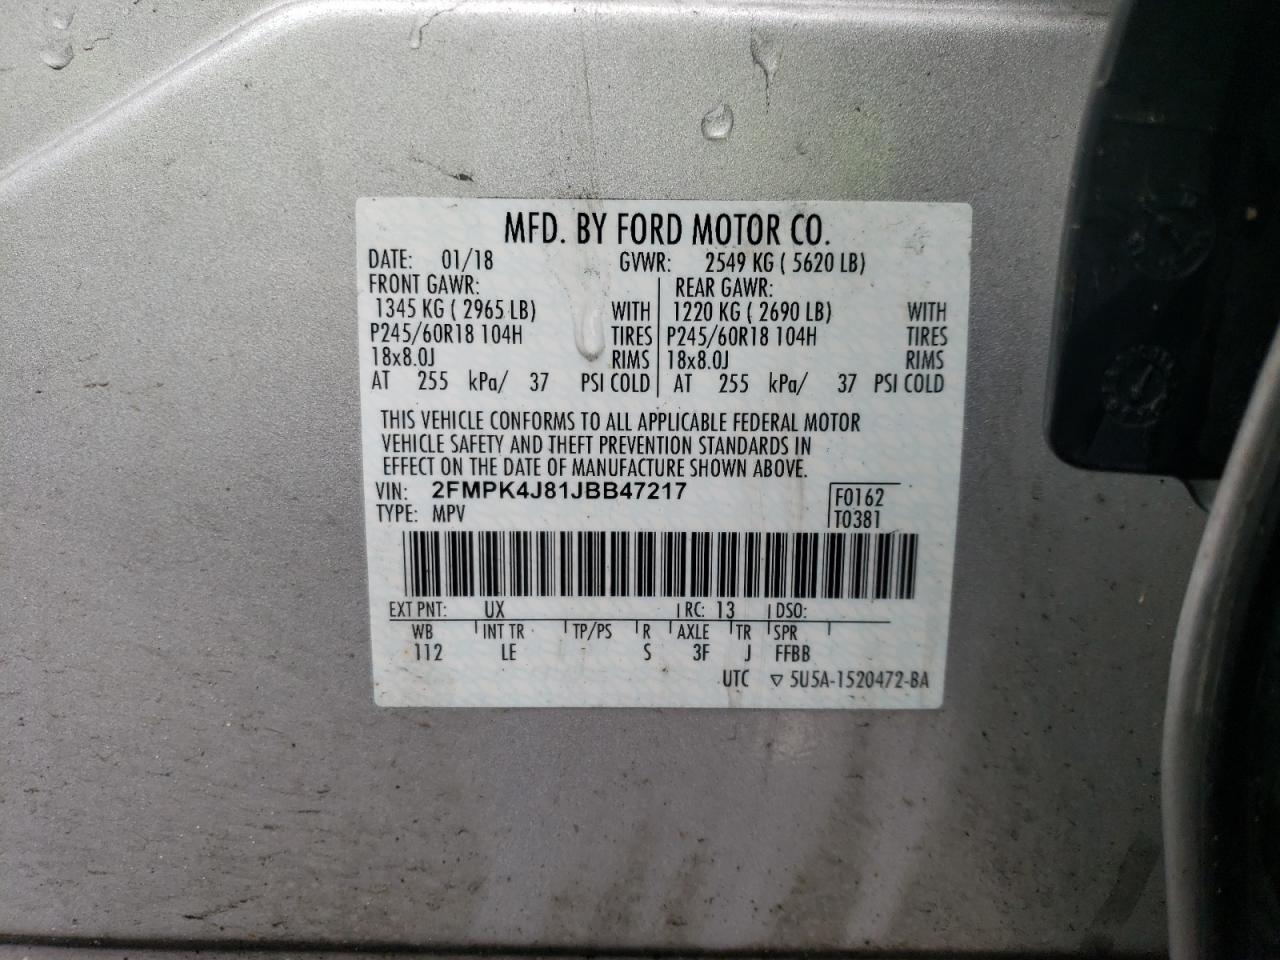 MFD. BY FORD MOTOR CO.
DATE: 01/18 GVWR: 2549 KG ( 5620 LB)
FRONT GAWR: REAR GAWR:
1345 KG ( 2965 LB) WITH 1220 KG ( 2690 LB) WITH
P245/60R18 104H TIRES P245/60R18 104H TIRES
18x8.0J RIMS 18x8.0J RIMS
AT 255 kPa/ 37 PSI COLD AT 255 kPa/ 37 PSI COLD
THIS VEHICLE CONFORMS TO ALL APPLICABLE FEDERAL MOTOR
VEHICLE SAFETY AND THEFT PREVENTION STANDARDS IN
EFFECT ON THE DATE OF MANUFACTURE SHOWN ABOVE.
VIN: 2FMPK4J81JBB47217 F0162
TYPE: MPV T0381
EXT PNT: UX RC: 13 DSO:
WB INT TR TP/PS R AXLE TR SPR
112 LE S 3F J FFBB
UTC ▽ 5U5A-1520472-BA